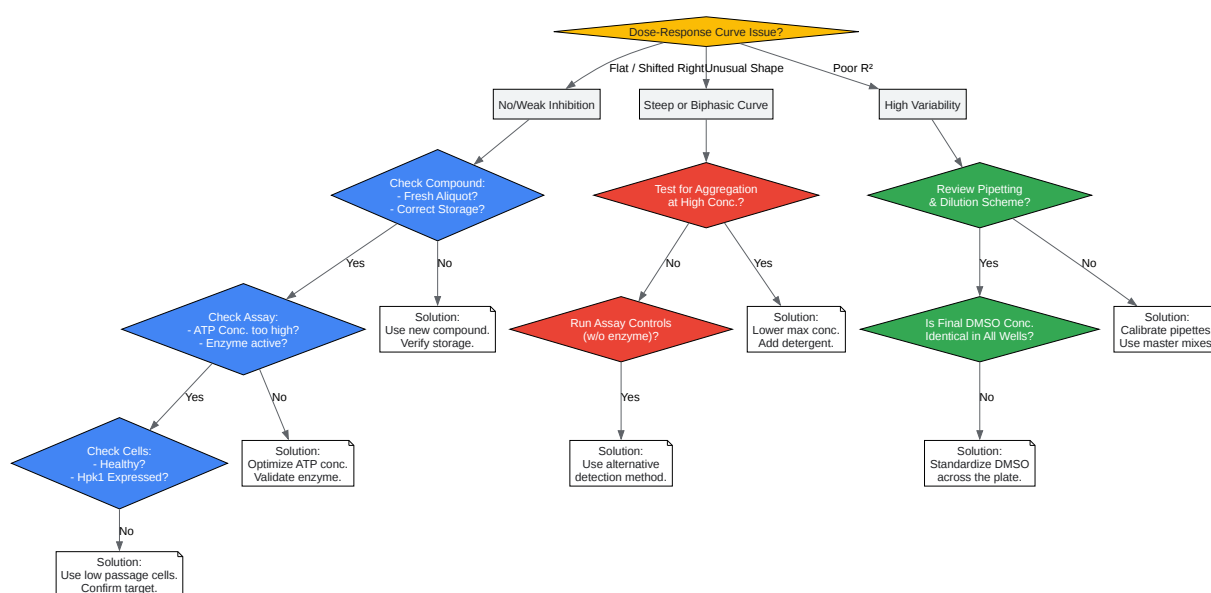 Dose-Response Curve Issue?
Flat / Shifted Right
Unusual Shape
Poor R²
No/Weak Inhibition
Steep or Biphasic Curve
High Variability
Check Compound:
- Fresh Aliquot?
- Correct Storage?
Test for Aggregation
at High Conc.?
Review Pipetting
& Dilution Scheme?
Yes
No
No
Yes
Yes
No
Check Assay:
- ATP Conc. too high?
- Enzyme active?
Solution:
Use new compound.
Verify storage.
Run Assay Controls
(w/o enzyme)?
Solution:
Lower max conc.
Add detergent.
Is Final DMSO Conc.
Identical in All Wells?
Solution:
Calibrate pipettes
Use master mixes
Yes
No
Yes
No
Check Cells:
- Healthy?
- Hpk1 Expressed?
Solution:
Optimize ATP conc.
Validate enzyme.
Solution:
Use alternative
detection method.
Solution:
Standardize DMSO
across the plate.
No
Solution:
Use low passage cells.
Confirm target.